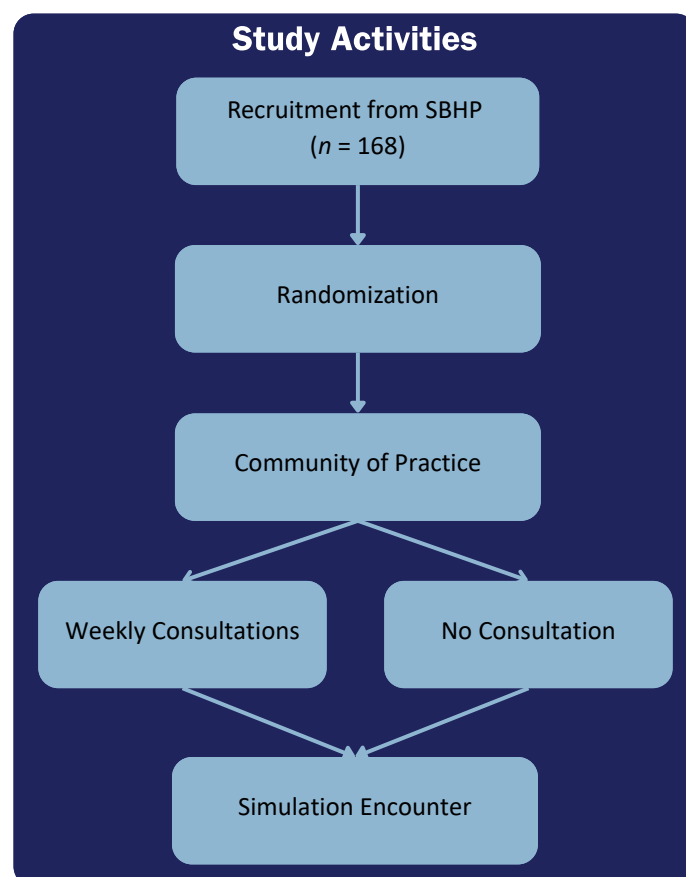 Study Activities
Recruitment from SBHP
(n = 168)
Randomization
Community of Practice
Weekly Consultations
No Consultation
Simulation Encounter